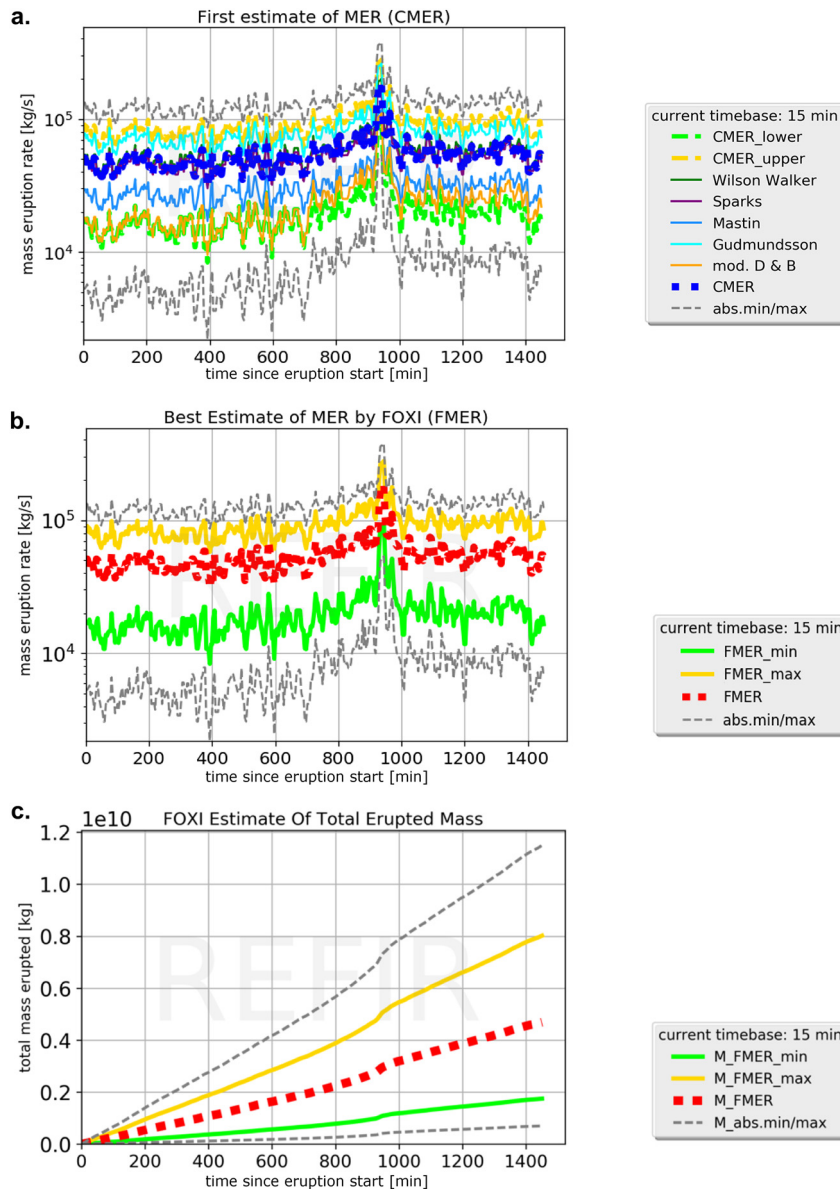 a.
First estimate of MER (CMER)
mass eruption rate [kg/s]
10^5
10^4
0 200 400 600 800 1000 1200 1400
time since eruption start [min]
current timebase: 15 min
CMER_lower
CMER_upper
Wilson Walker
Sparks
Mastin
Gudmundsson
mod. D & B
CMER
abs.min/max
b.
Best Estimate of MER by FOXI (FMER)
mass eruption rate [kg/s]
10^5
10^4
REFIR
0 200 400 600 800 1000 1200 1400
time since eruption start [min]
current timebase: 15 min
FMER_min
FMER_max
FMER
abs.min/max
c.
1e10
FOXI Estimate Of Total Erupted Mass
total mass erupted [kg]
1.2
1.0
0.8
0.6
0.4
0.2
0.0
REFIR
0 200 400 600 800 1000 1200 1400
time since eruption start [min]
current timebase: 15 min
M_FMER_min
M_FMER_max
M_FMER
M_abs.min/max